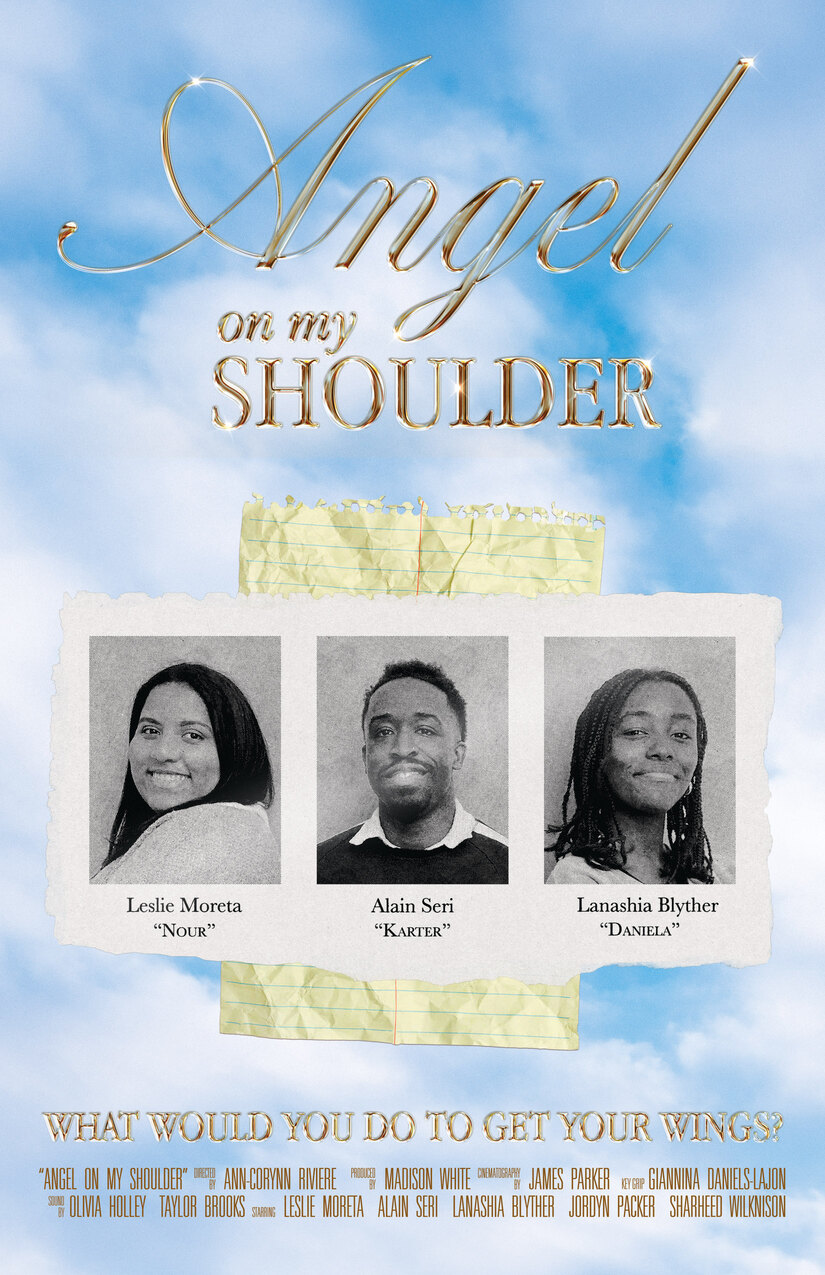 Angel
on my
SHOULDER
Leslie Moreta
"NOUR"
Alain Seri
"KARTER"
Lanashia Blyther
"DANIELA"
WHAT WOULD YOU DO TO GET YOUR WINGS?
"ANGEL ON MY SHOULDER" DIRECTED BY ANN-CORYNN RIVIERE PRODUCED BY MADISON WHITE CINEMATOGRAPHY BY JAMES PARKER KEY GRIP GIANNINA DANIELS-LAJON
SOUND BY OLIVIA HOLLEY TAYLOR BROOKS STARRING LESLIE MORETA ALAIN SERI LANASHIA BLYTHER JORDYN PACKER SHARHEED WILKNISON